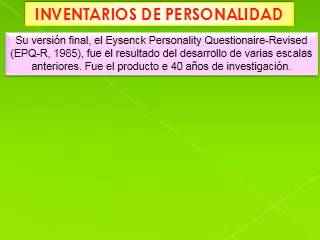 INVENTARIOS DE PERSONALIDAD
Su versión final, el Eysenck Personality Questionaire-Revised
(EPQ-R, 1985), fue el resultado del desarrollo de varias escalas
anteriores. Fue el producto e 40 años de investigación.